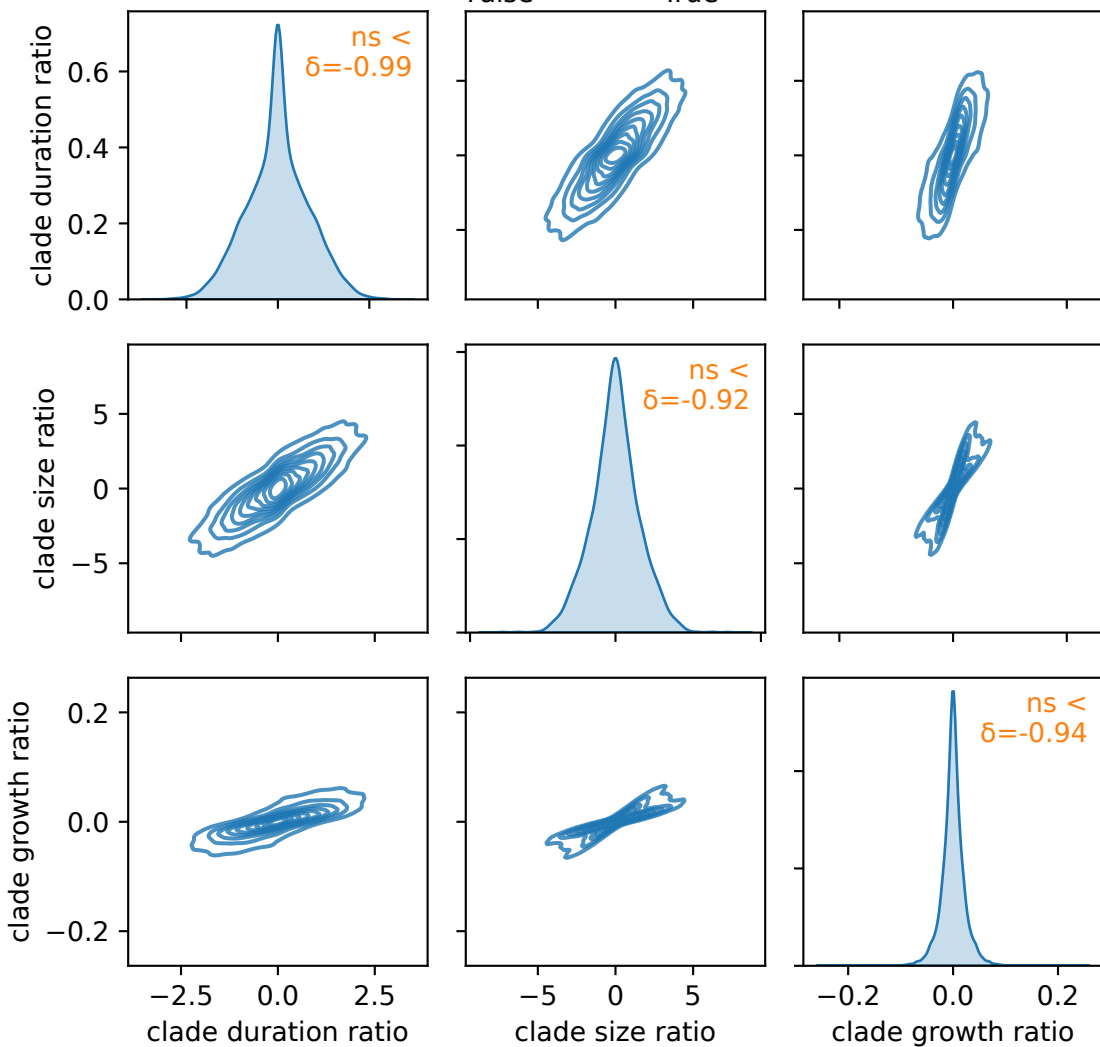 clade duration ratio
0.6
0.4
0.2
0.0
ns <
δ=-0.99
clade size ratio
5
0
−5
ns <
δ=-0.92
clade growth ratio
0.2
0.0
−0.2
ns <
δ=-0.94
−2.5 0.0 2.5
−5 0 5
−0.2 0.0 0.2
clade duration ratio
clade size ratio
clade growth ratio